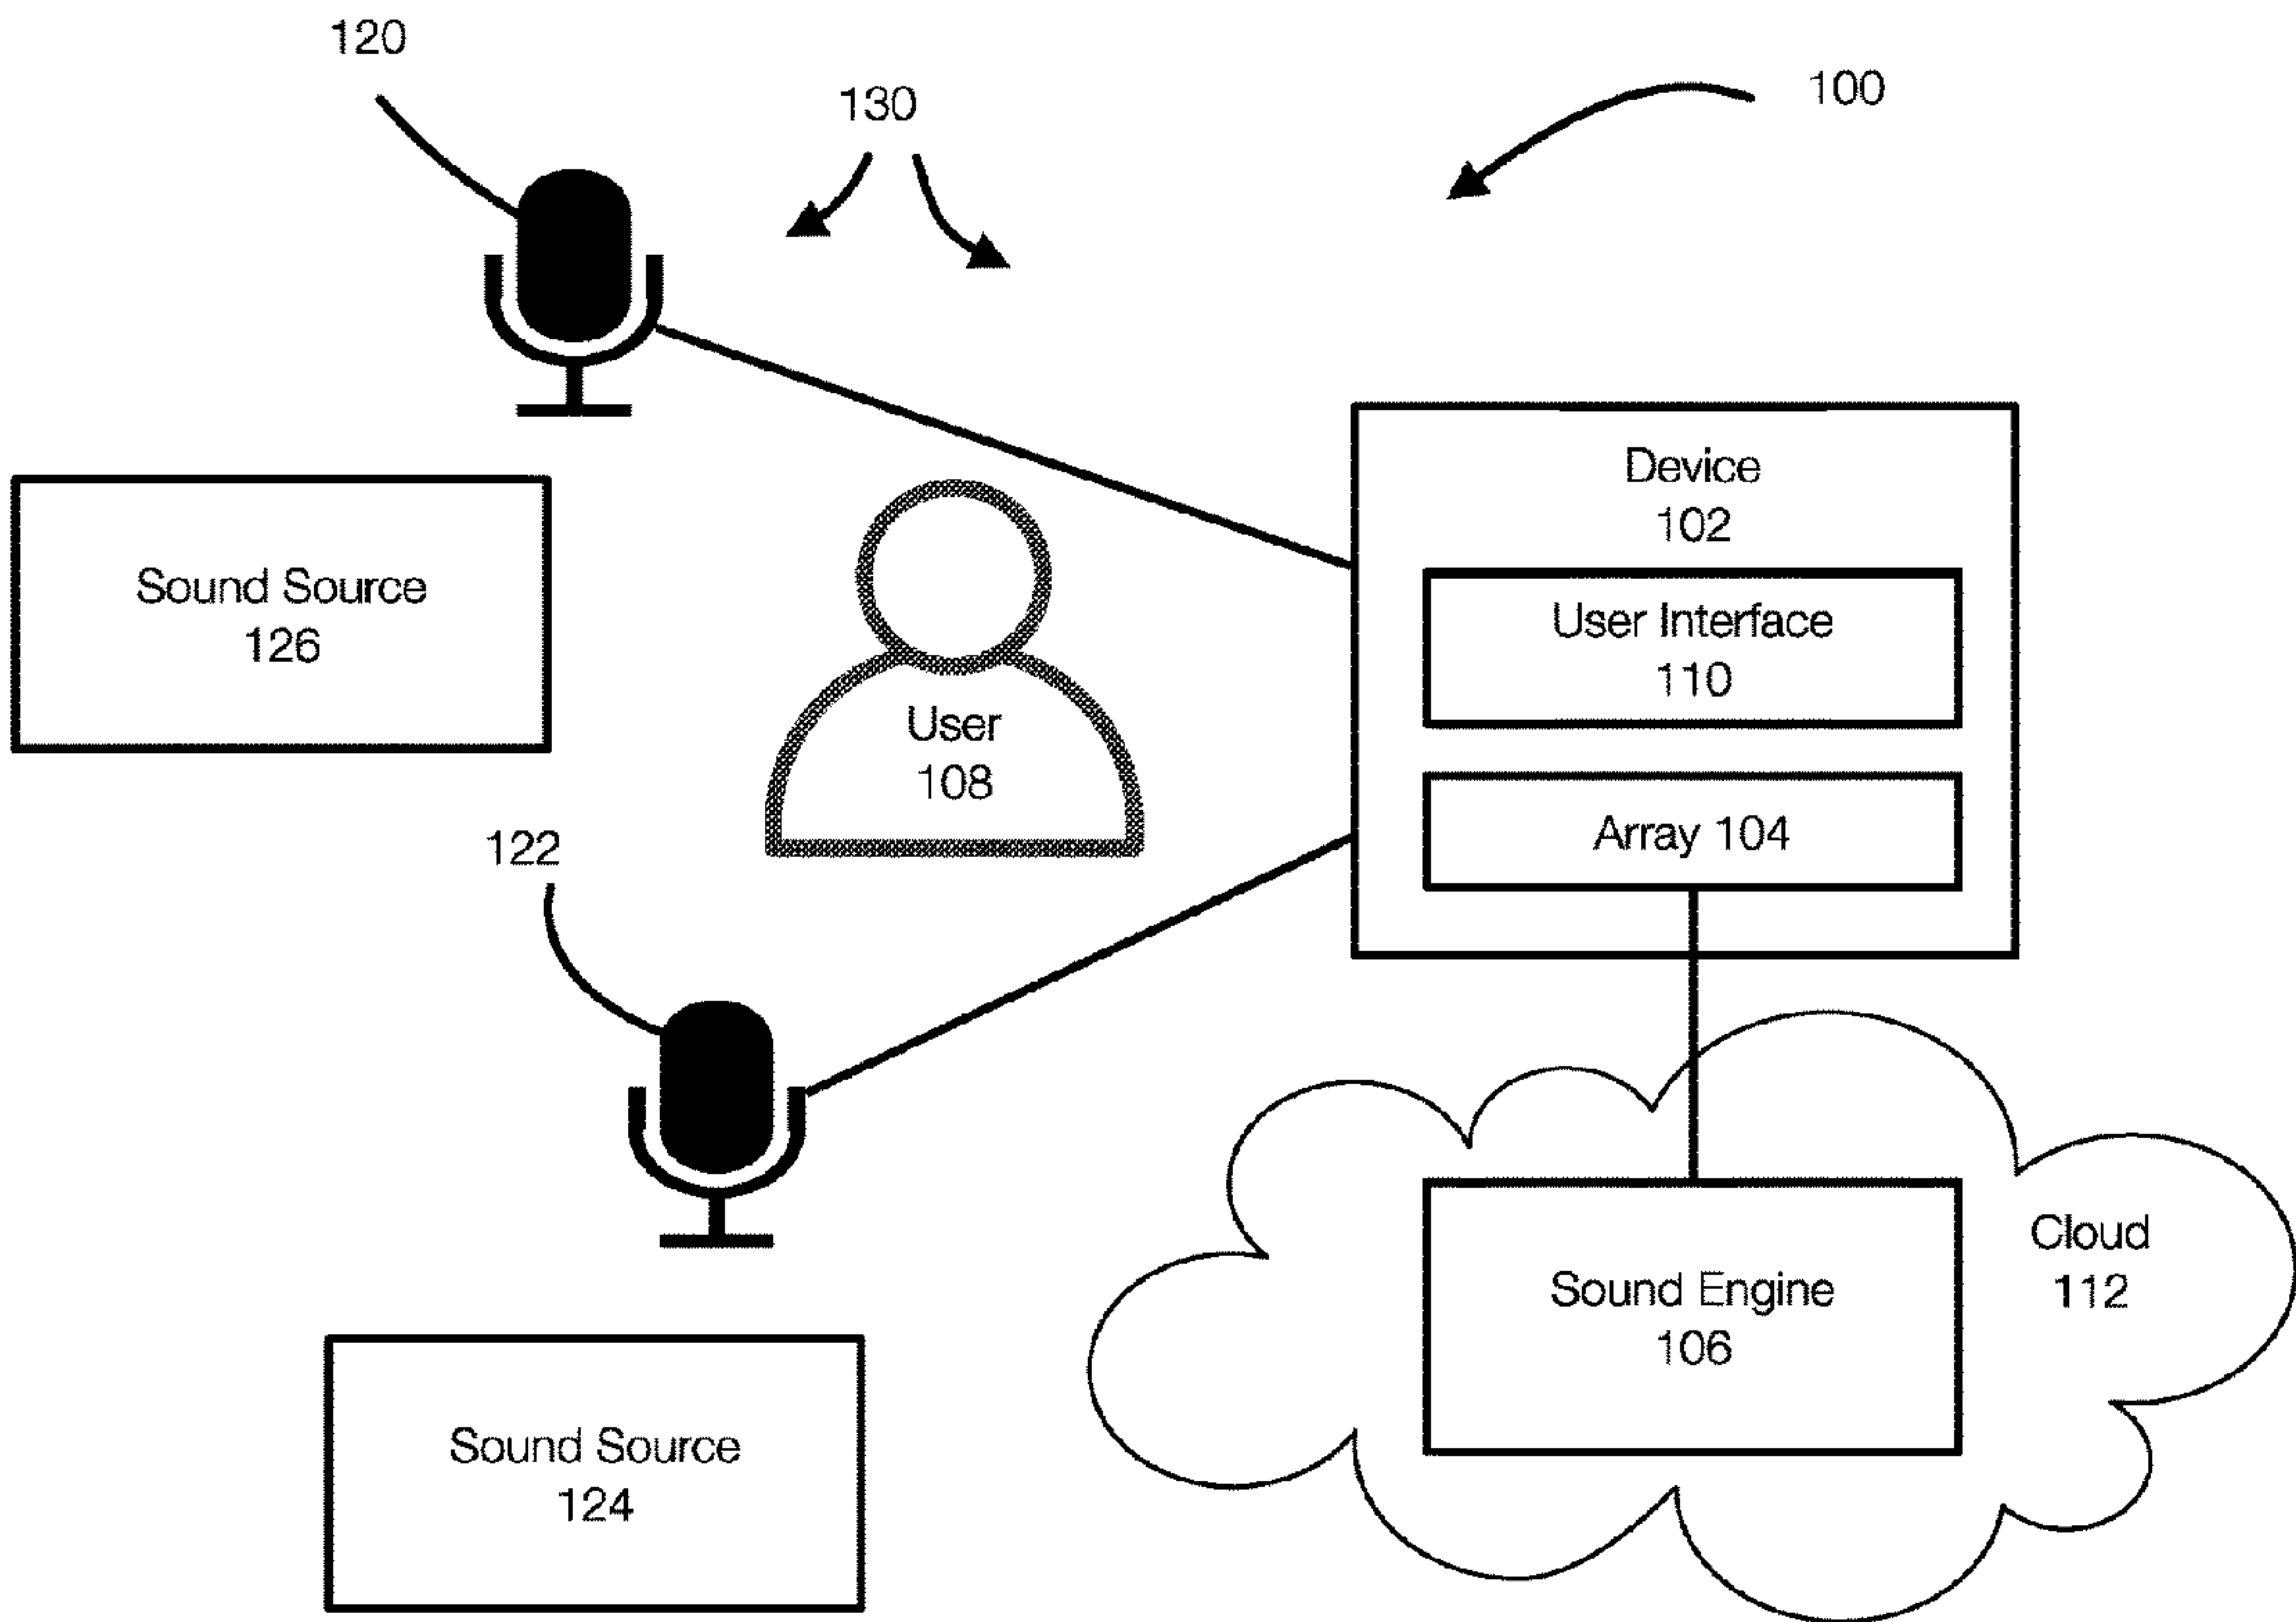 120
130
100
Device
102
Sound Source
126
User Interface
110
User
108
Array 104
122
Cloud
112
Sound Engine
106
Sound Source
124